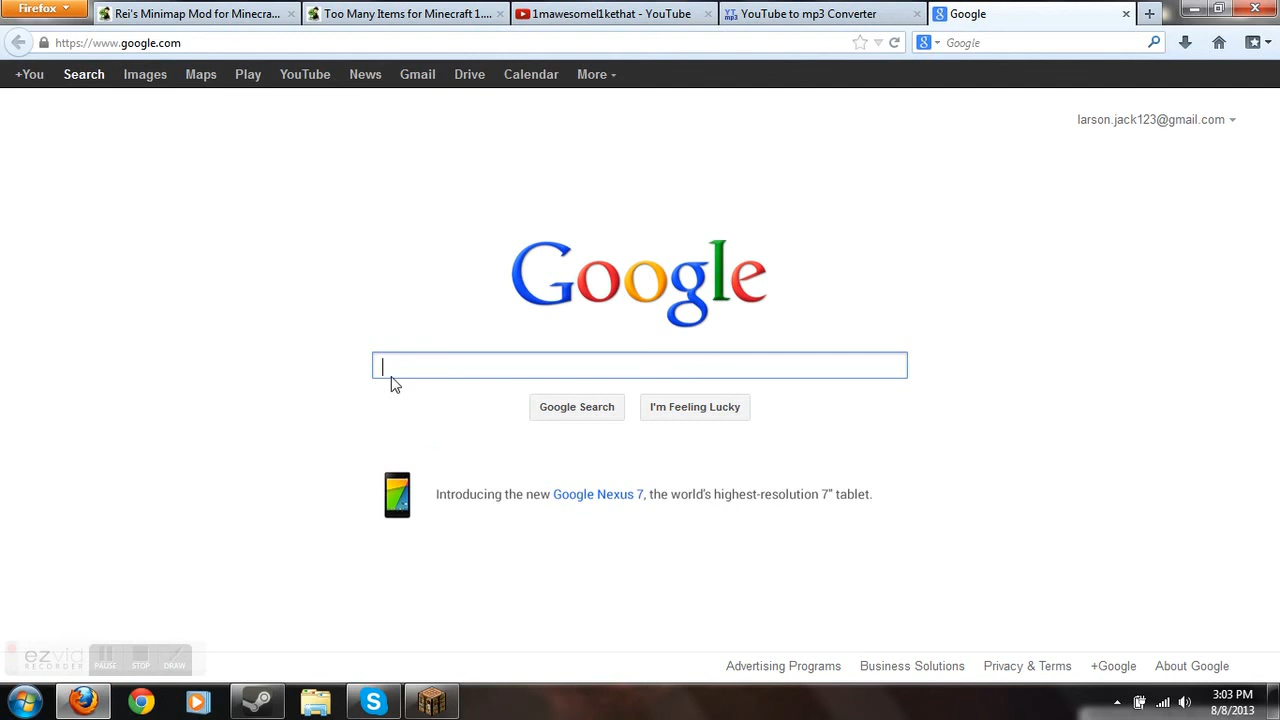 Firefox
Rei's Minimap Mod for Minecra...
Too Many Items for Minecraft 1....
1mawesomel1kethat - YouTube
YouTube to mp3 Converter
Google
https://www.google.com
Google
+You Search Images Maps Play YouTube News Gmail Drive Calendar More
larson.jack123@gmail.com
Google
Google Search
I'm Feeling Lucky
Introducing the new Google Nexus 7, the world's highest-resolution 7" tablet.
ezvid
RECORDER
PAUSE
STOP
DRAW
Advertising Programs
Business Solutions
Privacy & Terms
+Google
About Google
3:03 PM
8/8/2013